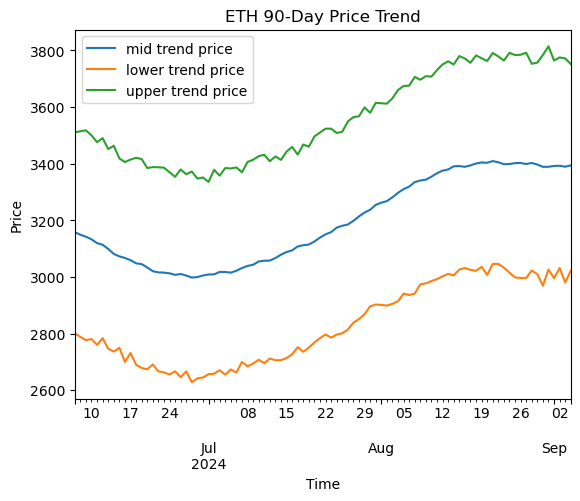 ETH 90-Day Price Trend
mid trend price
lower trend price
upper trend price
3800
3600
3400
3200
3000
2800
2600
Price
10 17 24 08 15 22 29 05 12 19 26 02
Jul Aug Sep
2024
Time